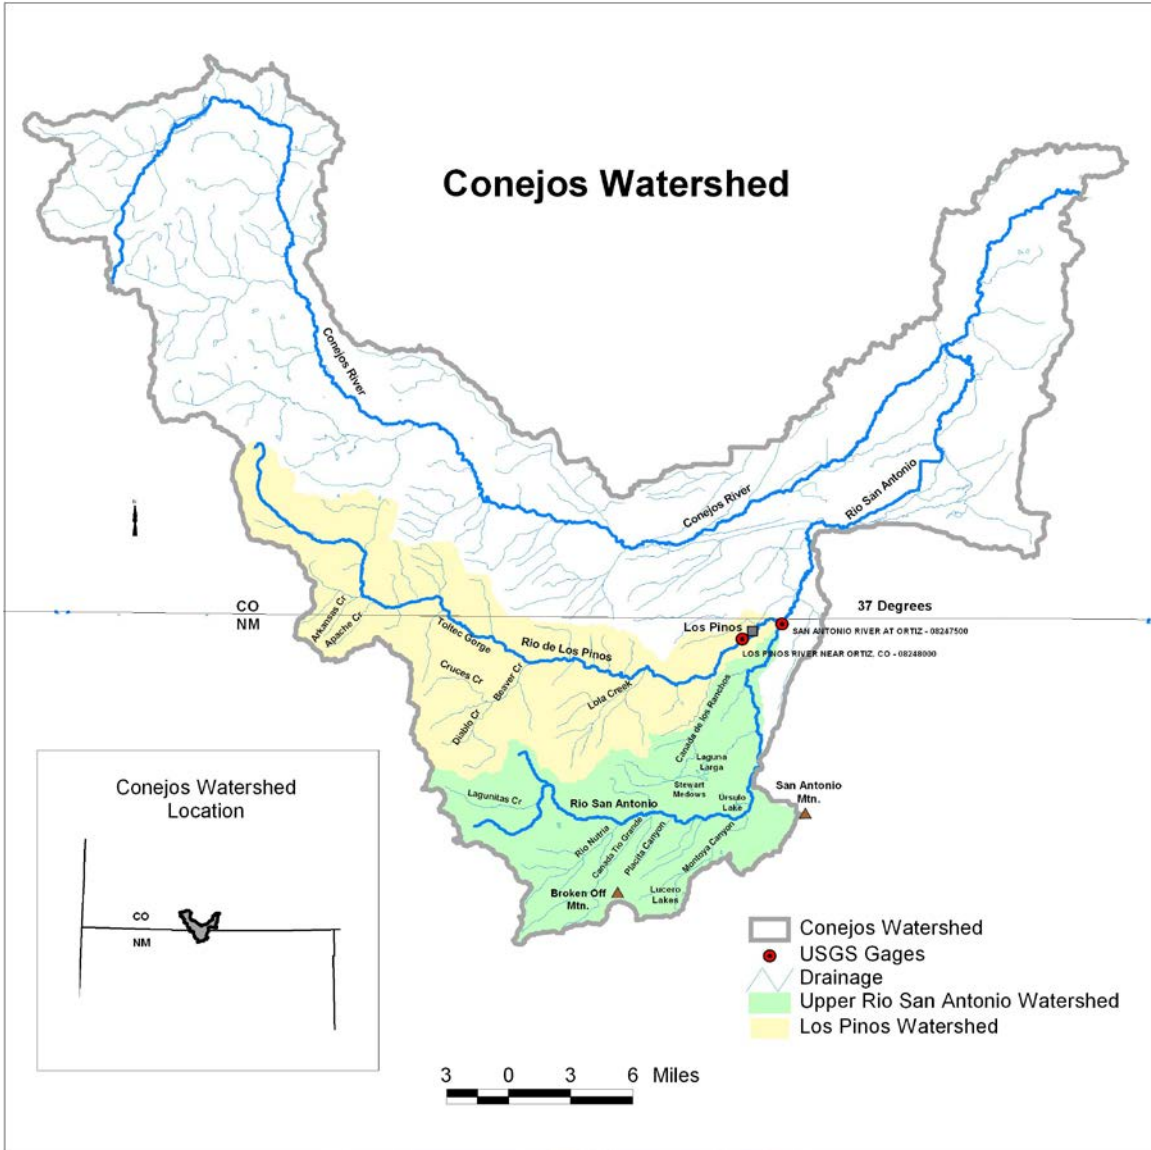 Conejos Watershed
Conejos River
Conejos River
Rio San Antonio
CO
NM
37 Degrees
Los Pinos
SAN ANTONIO RIVER AT ORTIZ - 08247500
LOS PINOS RIVER NEAR ORTIZ, CO - 08248000
Arkansas Cr
Apache Cr
Toltec Gorge
Rio de Los Pinos
Cruces Cr
Beaver Cr
Lola Creek
Diablo Cr
Canada de los Ranchos
Laguna
Larga
Stewart
Medows
Ursulo
Lake
San Antonio
Mtn.
Lagunitas Cr
Rio San Antonio
Rio Nutria
Canada Tio Grande
Placita Canyon
Montoya Canyon
Broken Off
Mtn.
Lucero
Lakes
Conejos Watershed
Location
CO
NM
Conejos Watershed
USGS Gages
Drainage
Upper Rio San Antonio Watershed
Los Pinos Watershed
3 0 3 6 Miles